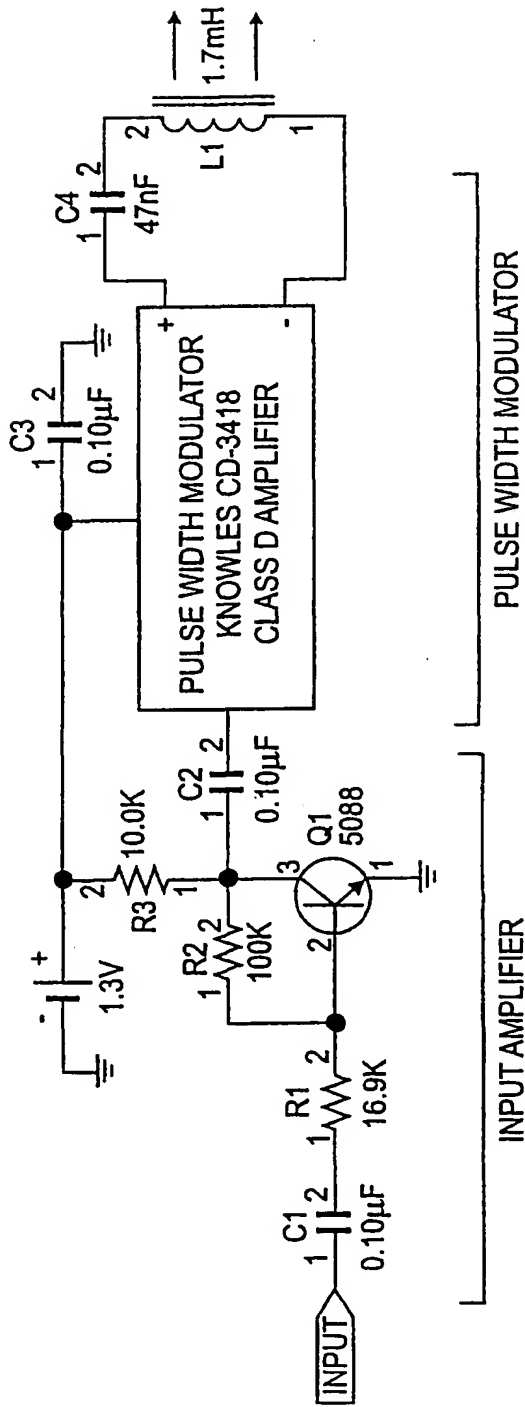 INPUT
1
C1
2
0.10µF
1
R1
2
16.9K
- +
1.3V
2
R3
1
10.0K
1
R2
2
100K
2
3
1
Q1
5088
1
C2
2
0.10µF
1
C3
2
0.10µF
PULSE WIDTH MODULATOR
KNOWLES CD-3418
CLASS D AMPLIFIER
+
-
1
C4
2
47nF
2
L1
1
1.7mH
INPUT AMPLIFIER
PULSE WIDTH MODULATOR